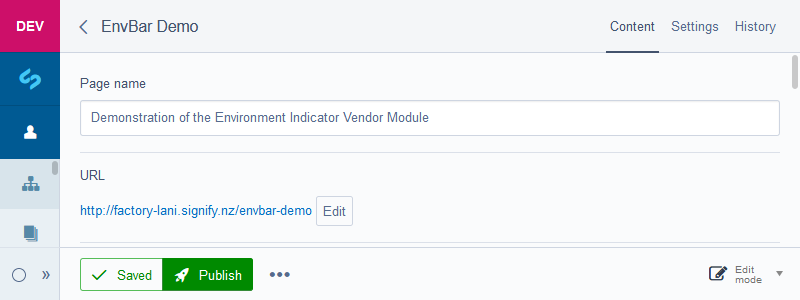 DEV
EnvBar Demo
Content
Settings
History
Page name
Demonstration of the Environment Indicator Vendor Module
URL
http://factory-lani.signify.nz/envbar-demo
Edit
Saved
Publish
Edit
mode